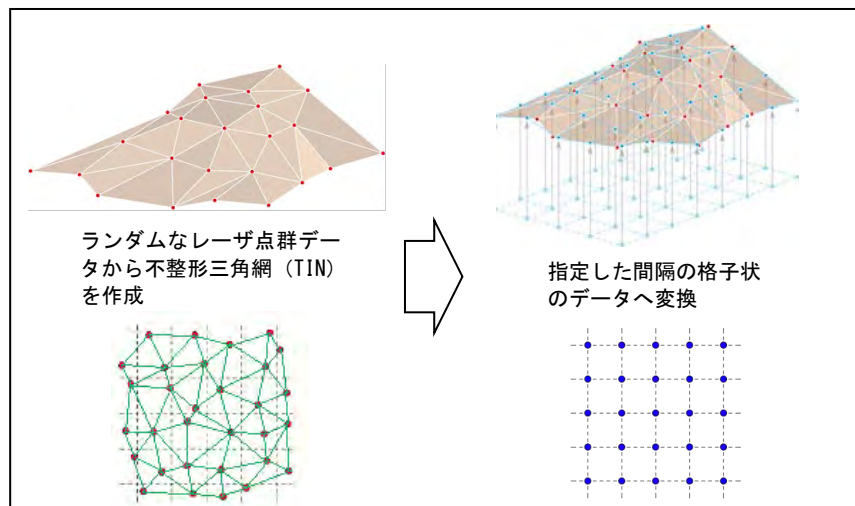 ランダムなレーザ点群デー
タから不整形三角網（TIN）
を作成
指定した間隔の格子状
のデータへ変換